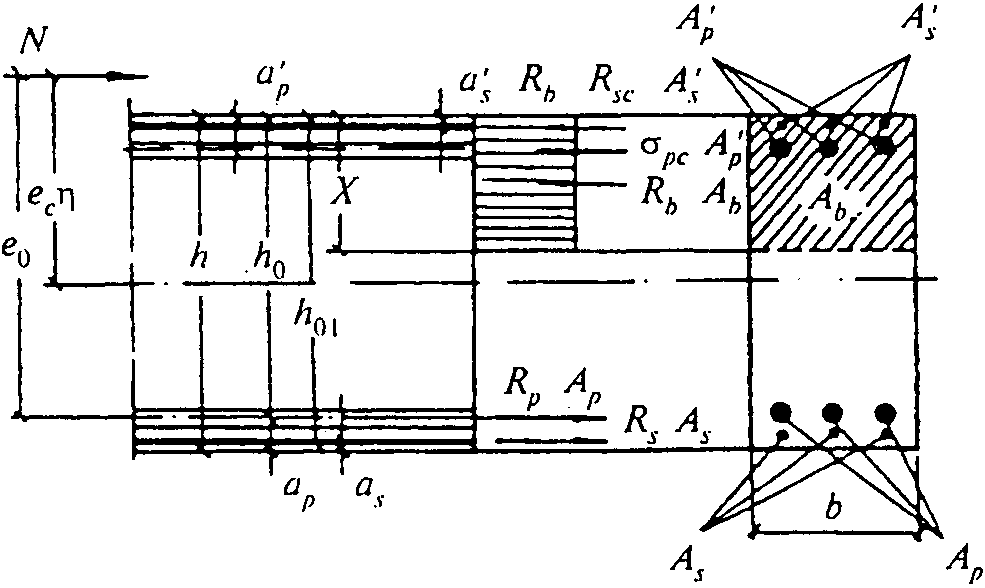 A′p A′s
N
a′p a′s Rb Rsc A′s
σpc A′p
Rb Ab Ab
ecη X
e0 h h0
h01
Rp Ap
Rs As
ap as b
As Ap